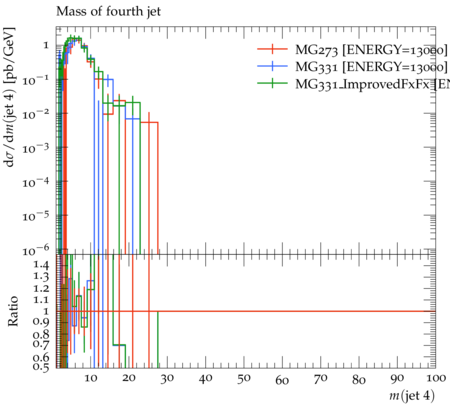 Mass of fourth jet
MG273 [ENERGY=13000]
MG331 [ENERGY=13000]
MG331_ImprovedFxFx [EN
dσ/dm(jet 4) [pb/GeV]
1
10⁻¹
10⁻²
10⁻³
10⁻⁴
10⁻⁵
10⁻⁶
Ratio
1.4
1.3
1.2
1.1
1
0.9
0.8
0.7
0.6
0.5
10 20 30 40 50 60 70 80 90 100
m(jet 4)